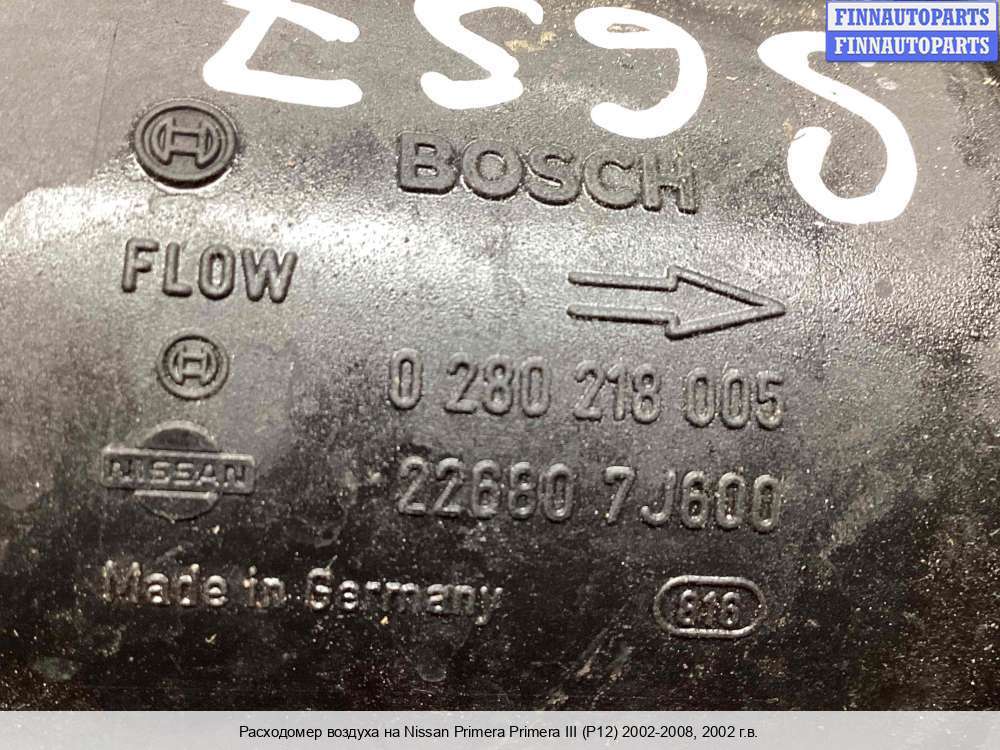 FINNAUTOPARTS
FINNAUTOPARTS
BOSCH
FLOW
0 280 218 005
NISSAN
22680 7J600
Made in Germany
816
Расходомер воздуха на Nissan Primera Primera III (P12) 2002-2008, 2002 г.в.